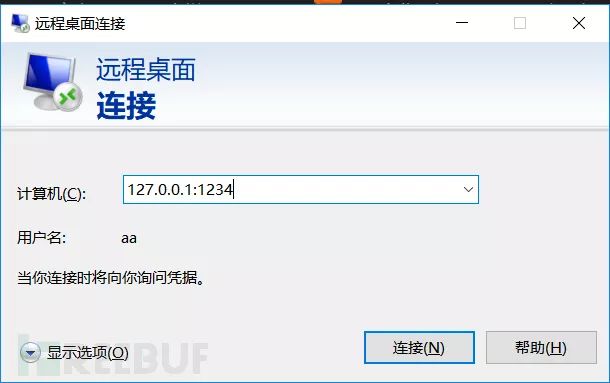 远程桌面连接
远程桌面
连接
计算机(C):
127.0.0.1:1234
用户名:
aa
当你连接时将向你询问凭据。
显示选项(O)
连接(N)
帮助(H)
REEBUF